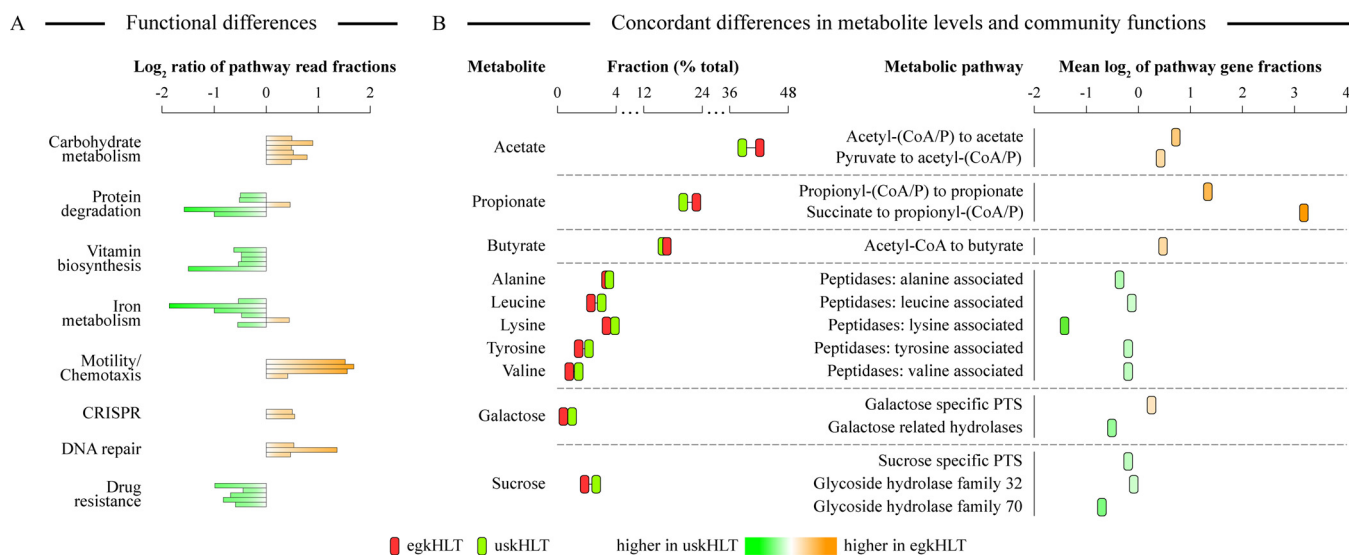 A
Functional differences
Log2 ratio of pathway read fractions
-2 -1 0 1 2
Carbohydrate
metabolism
Protein
degradation
Vitamin
biosynthesis
Iron
metabolism
Motility/
Chemotaxis
CRISPR
DNA repair
Drug
resistance
B
Concordant differences in metabolite levels and community functions
Metabolite Fraction (% total) Metabolic pathway Mean log2 of pathway gene fractions
0 4 12 24 36 48 -2 -1 0 1 2 3 4
... ...
Acetate
Acetyl-(CoA/P) to acetate
Pyruvate to acetyl-(CoA/P)
Propionate
Propionyl-(CoA/P) to propionate
Succinate to propionyl-(CoA/P)
Butyrate Acetyl-CoA to butyrate
Alanine Peptidases: alanine associated
Leucine Peptidases: leucine associated
Lysine Peptidases: lysine associated
Tyrosine Peptidases: tyrosine associated
Valine Peptidases: valine associated
Galactose
Galactose specific PTS
Galactose related hydrolases
Sucrose
Sucrose specific PTS
Glycoside hydrolase family 32
Glycoside hydrolase family 70
egkHLT uskHLT higher in uskHLT higher in egkHLT